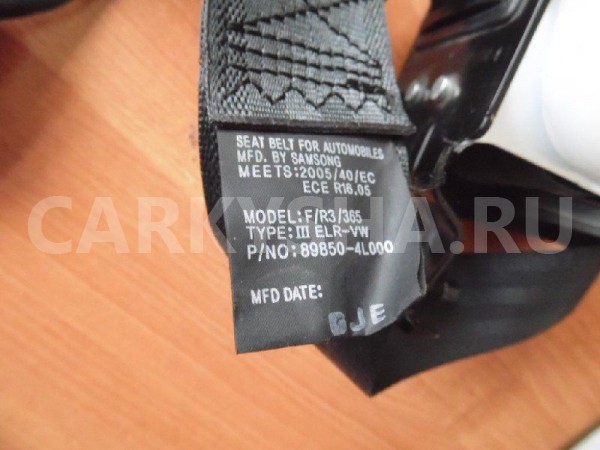 SEAT BELT FOR AUTOMOBILES
MFD. BY SAMSONG
MEETS:2005/40/EC
ECE R16.05
MODEL:F/R3/365
TYPE:III ELR-VW
P/NO:89850-4L000
MFD DATE:
CARKYSHA.RU